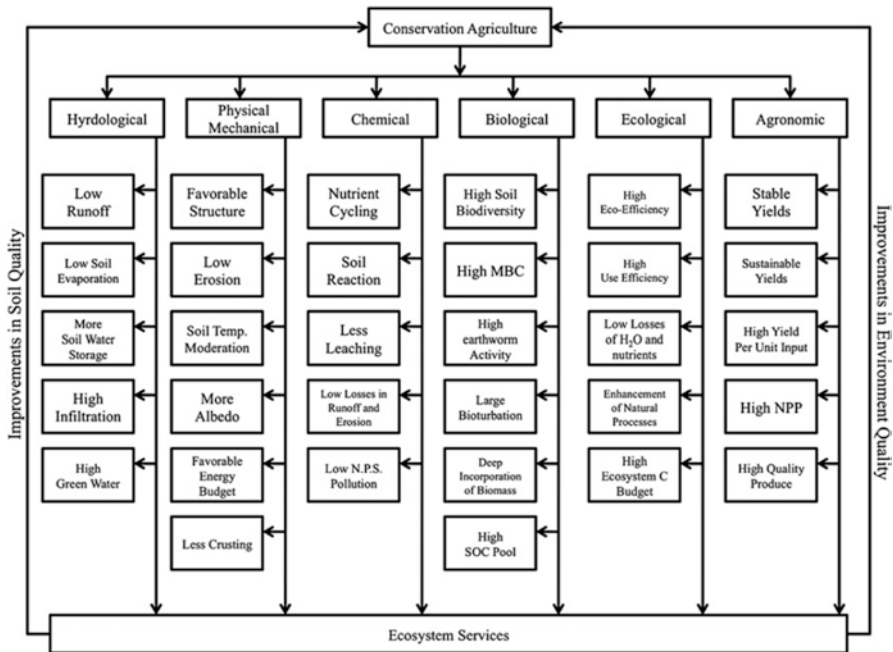 Conservation Agriculture
Hyrdological
Physical
Mechanical
Chemical
Biological
Ecological
Agronomic
Low
Runoff
Low Soil
Evaporation
More
Soil Water
Storage
High
Infiltration
High
Green Water
Favorable
Structure
Low
Erosion
Soil Temp.
Moderation
More
Albedo
Favorable
Energy
Budget
Less Crusting
Nutrient
Cycling
Soil
Reaction
Less
Leaching
Low Losses in
Runoff and
Erosion
Low N.P.S.
Pollution
High Soil
Biodiversity
High MBC
High
earthworm
Activity
Large
Bioturbation
Deep
Incorporation
of Biomass
High
SOC Pool
High
Eco-Efficiency
High
Use Efficiency
Low Losses
of H₂O and
nutrients
Enhancement
of Natural
Processes
High
Ecosystem C
Budget
Stable
Yields
Sustainable
Yields
High Yield
Per Unit Input
High NPP
High Quality
Produce
Improvements in Soil Quality
Improvements in Environment Quality
Ecosystem Services